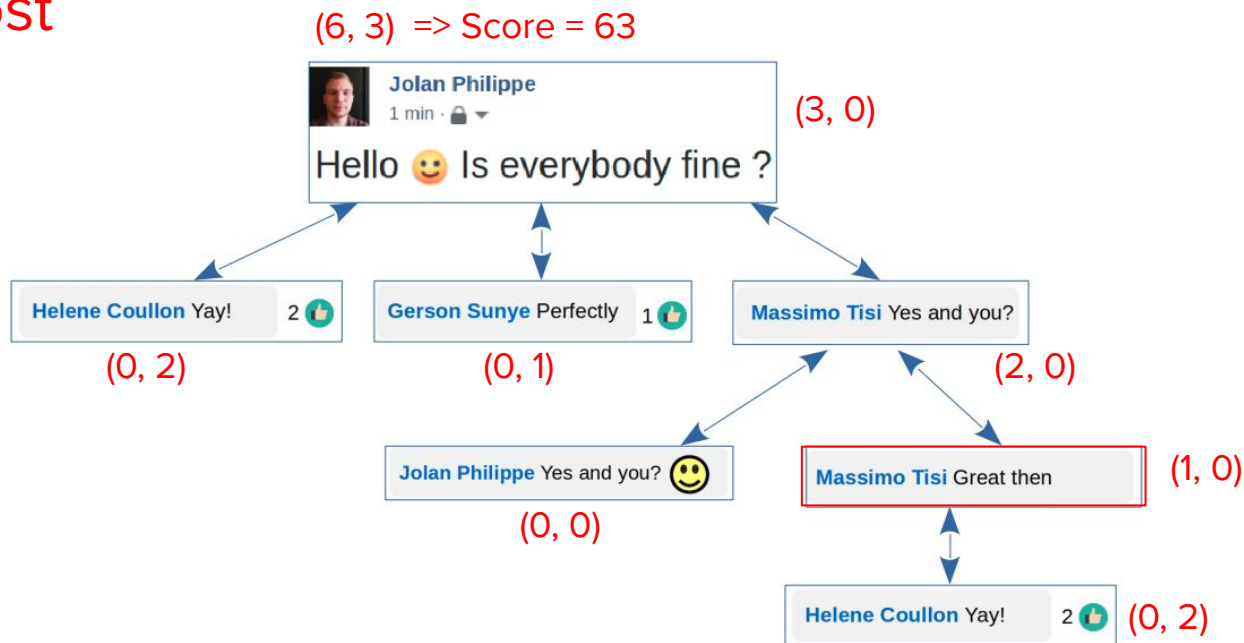 (6, 3) => Score = 63
Jolan Philippe
1 min ·
(3, 0)
Hello 🙂 Is everybody fine ?
Helene Coullon Yay! 2
Gerson Sunye Perfectly 1
Massimo Tisi Yes and you?
(0, 2)
(0, 1)
(2, 0)
Jolan Philippe Yes and you?
Massimo Tisi Great then
(1, 0)
(0, 0)
Helene Coullon Yay! 2
(0, 2)